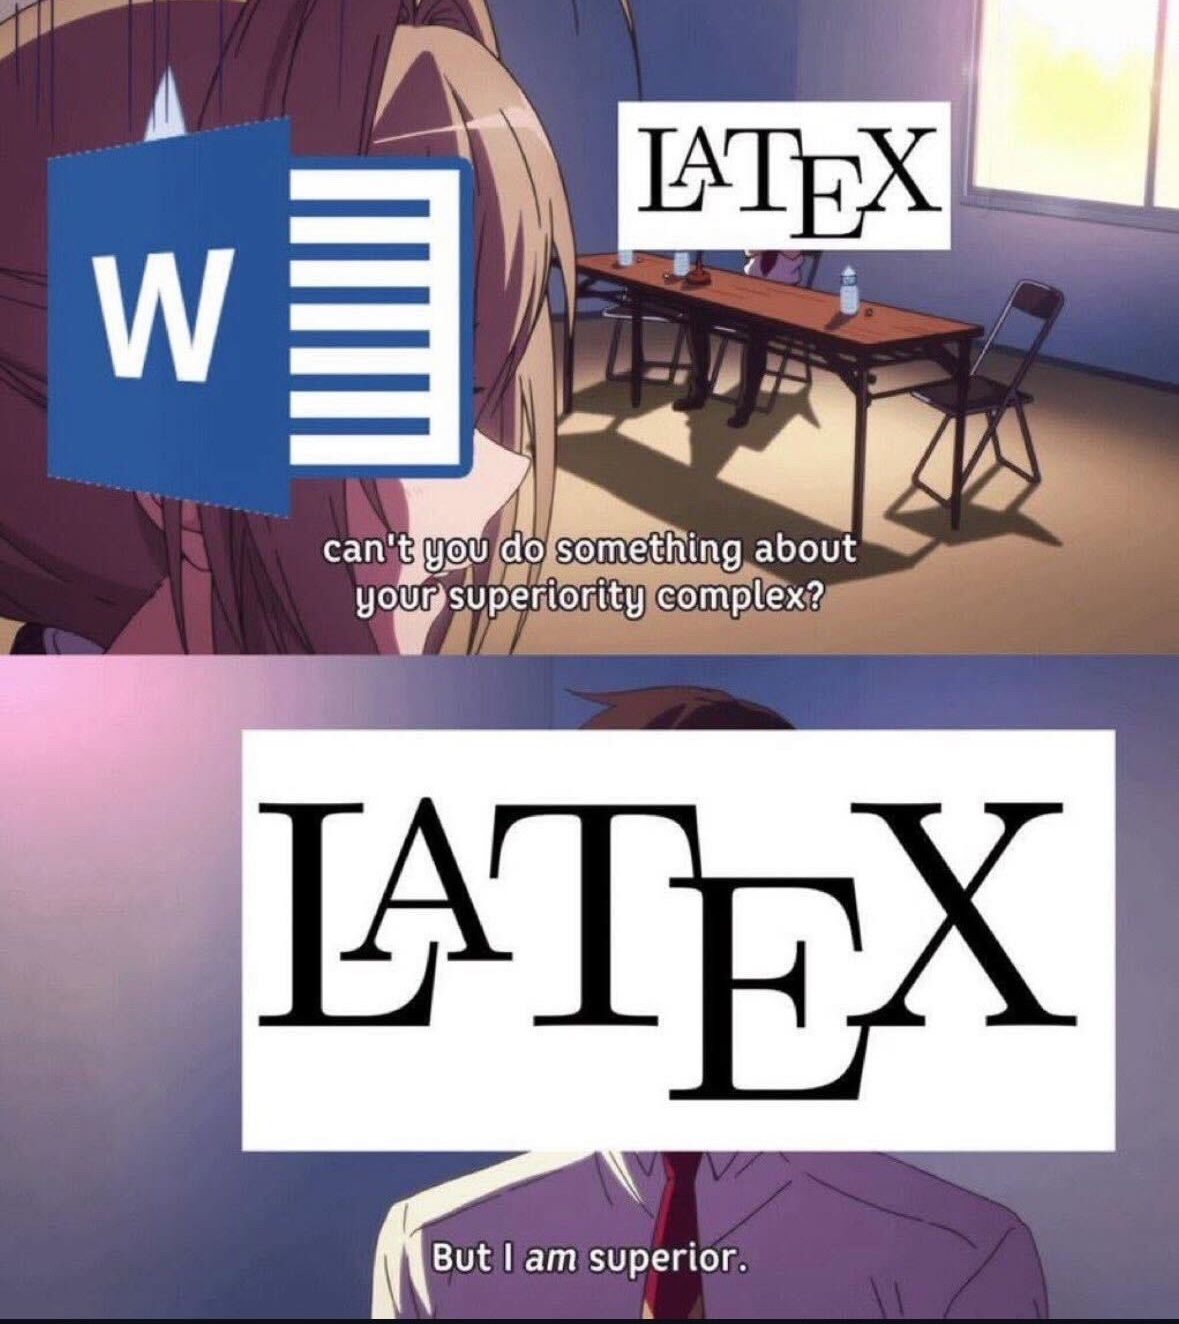 W
LATEX
can't you do something about
your superiority complex?
LATEX
But I am superior.